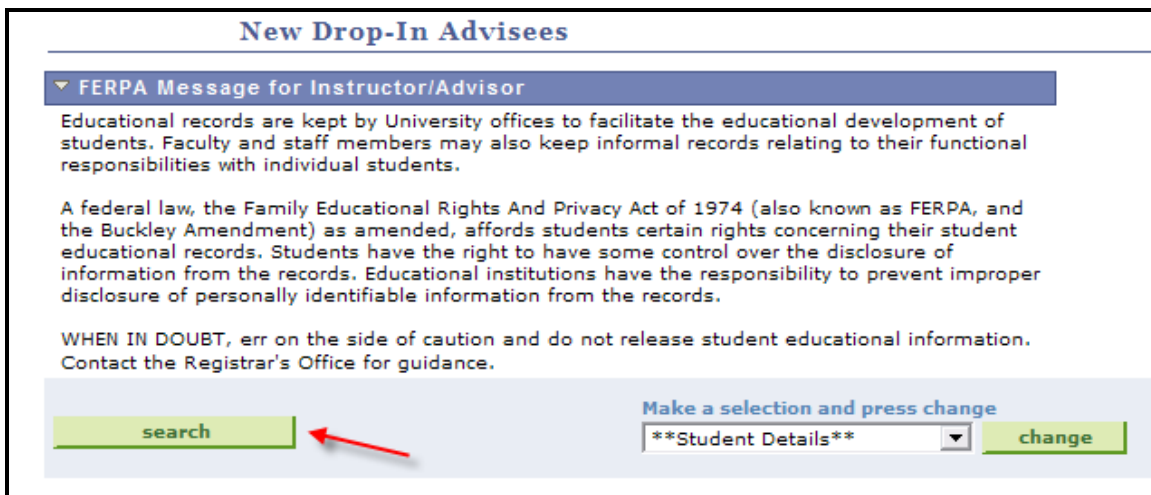 New Drop-In Advisees
FERPA Message for Instructor/Advisor
Educational records are kept by University offices to facilitate the educational development of
students. Faculty and staff members may also keep informal records relating to their functional
responsibilities with individual students.
A federal law, the Family Educational Rights And Privacy Act of 1974 (also known as FERPA, and
the Buckley Amendment) as amended, affords students certain rights concerning their student
educational records. Students have the right to have some control over the disclosure of
information from the records. Educational institutions have the responsibility to prevent improper
disclosure of personally identifiable information from the records.
WHEN IN DOUBT, err on the side of caution and do not release student educational information.
Contact the Registrar's Office for guidance.
Make a selection and press change
search
**Student Details**
change